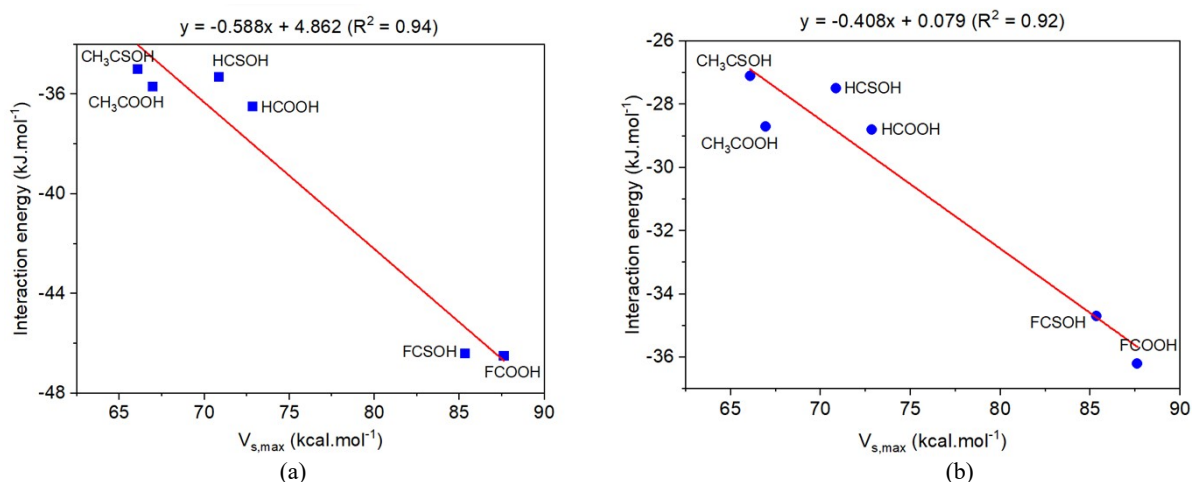 y = -0.588x + 4.862 (R² = 0.94)
CH₃CSOH
HCSOH
CH₃COOH
HCOOH
FCSOH
FCOOH
-36
-40
-44
-48
65 70 75 80 85 90
Interaction energy (kJ.mol⁻¹)
Vₛ,ₘₐₓ (kcal.mol⁻¹)
(a)
y = -0.408x + 0.079 (R² = 0.92)
CH₃CSOH
HCSOH
CH₃COOH
HCOOH
FCSOH
FCOOH
-26
-28
-30
-32
-34
-36
65 70 75 80 85 90
Interaction energy (kJ.mol⁻¹)
Vₛ,ₘₐₓ (kcal.mol⁻¹)
(b)